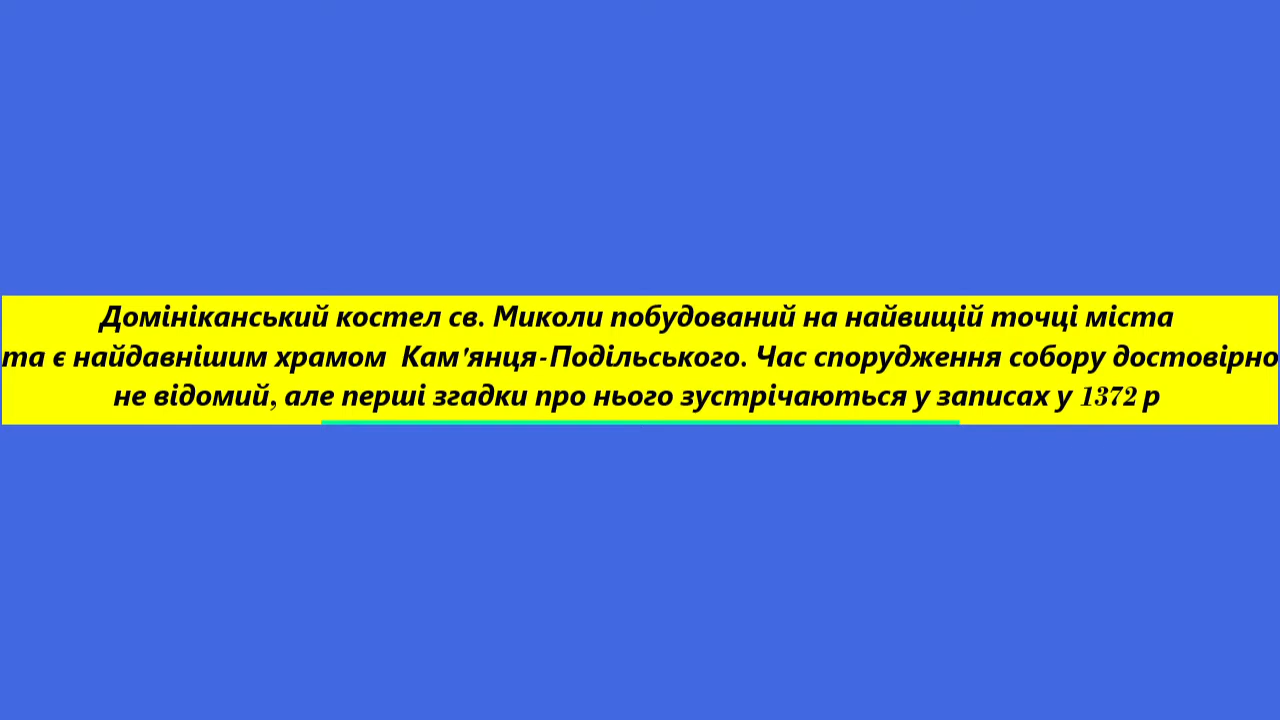 Домініканський костел св. Миколи побудований на найвищій точці міста
та є найдавнішим храмом Кам'янця-Подільського. Час спорудження собору достовірно
не відомий, але перші згадки про нього зустрічаються у записах у 1372 р